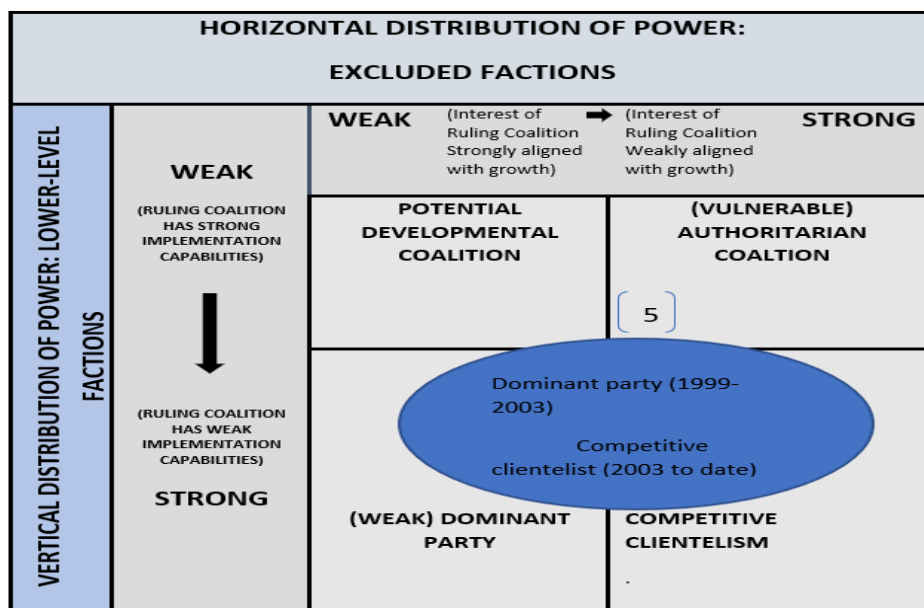 HORIZONTAL DISTRIBUTION OF POWER:
EXCLUDED FACTIONS
VERTICAL DISTRIBUTION OF POWER: LOWER-LEVEL
FACTIONS
WEAK
(RULING COALITION
HAS STRONG
IMPLEMENTATION
CAPABILITIES)
(RULING COALITION
HAS WEAK
IMPLEMENTATION
CAPABILITIES)
STRONG
WEAK
(Interest of
Ruling Coalition
Strongly aligned
with growth)
(Interest of
Ruling Coalition
Weakly aligned
with growth)
STRONG
POTENTIAL
DEVELOPMENTAL
COALITION
(VULNERABLE)
AUTHORITARIAN
COALTION
5
Dominant party (1999-
2003)
Competitive
clientelist (2003 to date)
(WEAK) DOMINANT
PARTY
COMPETITIVE
CLIENTELISM
.